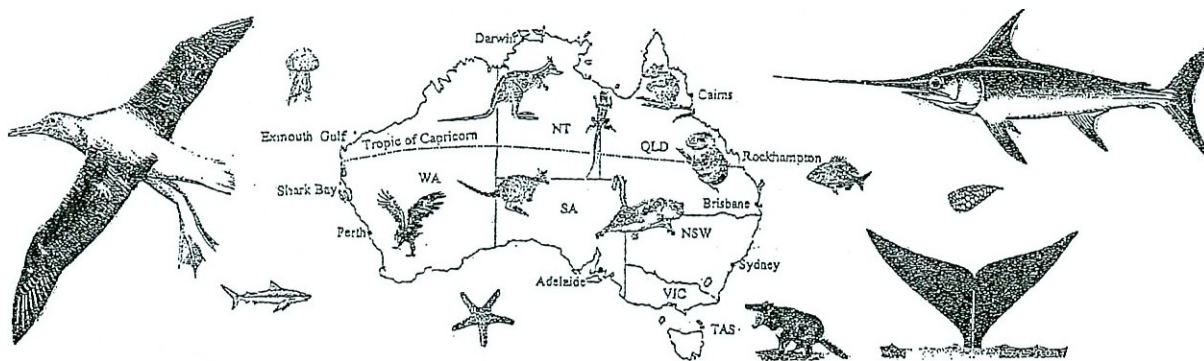 Darwin
Cairns
Exmouth Gulf
Tropic of Capricorn
NT
QLD
Rockhampton
Shark Bay
WA
SA
Brisbane
Perth
NSW
Adelaide
Sydney
VIC
TAS